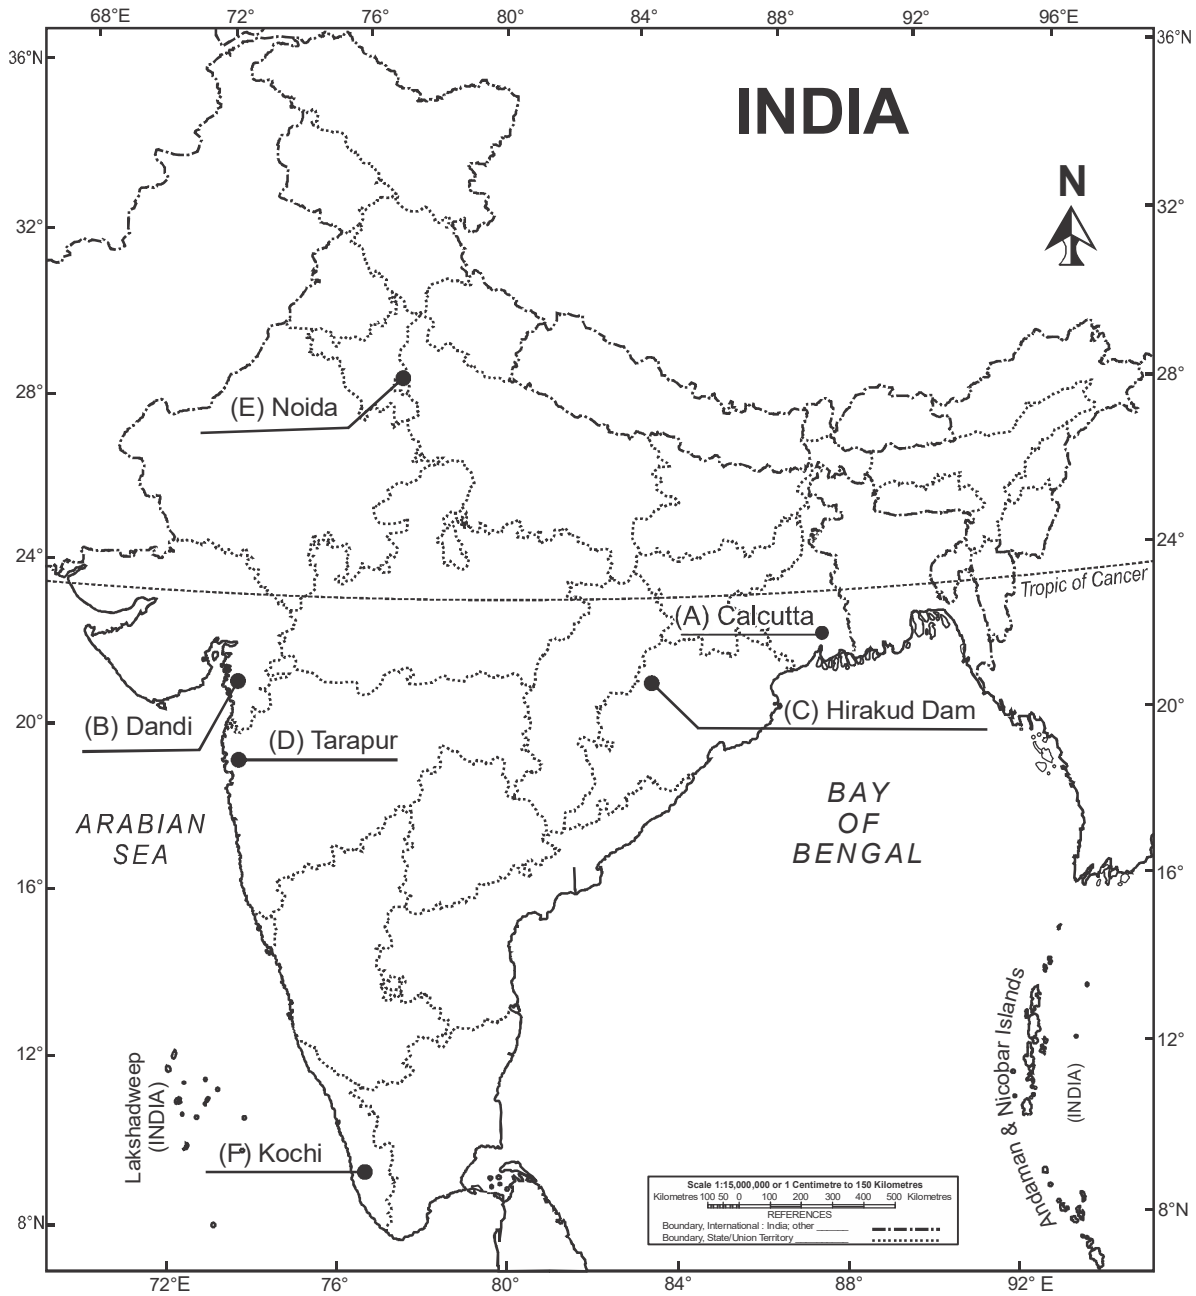 68°E 72° 76° 80° 84° 88° 92° 96°E
36°N
36°N
INDIA
N
32°
32°
28°
28°
(E) Noida
24°
24°
Tropic of Cancer
(A) Calcutta
(B) Dandi
(C) Hirakud Dam
20°
20°
(D) Tarapur
ARABIAN
SEA
BAY
OF
BENGAL
16°
16°
12°
12°
Lakshadweep
(INDIA)
Andaman & Nicobar Islands
(INDIA)
(F) Kochi
Scale 1:15,000,000 or 1 Centimetre to 150 Kilometres
Kilometres 100 50 0 100 200 300 400 500 Kilometres
REFERENCES
Boundary, International : India; other ______
Boundary, State/Union Territory __________
8°N
8°N
72°E 76° 80° 84° 88° 92° E